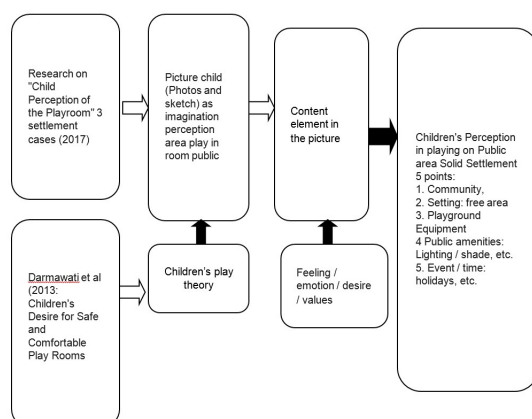 Research on
"Child
Perception of
the Playroom" 3
settlement
cases (2017)
Picture child
(Photos and
sketch) as
imagination
perception
area play in
room public
Content
element in
the picture
Children's Perception
in playing on Public
area Solid Settlement
5 points:
1. Community,
2. Setting: free area
3. Playground
Equipment
4 Public amenities:
Lighting / shade, etc.
5. Event / time:
holidays, etc.
Darmawati et al
(2013:
Children's
Desire for Safe
and
Comfortable
Play Rooms
Children's play
theory
Feeling /
emotion / desire
/ values